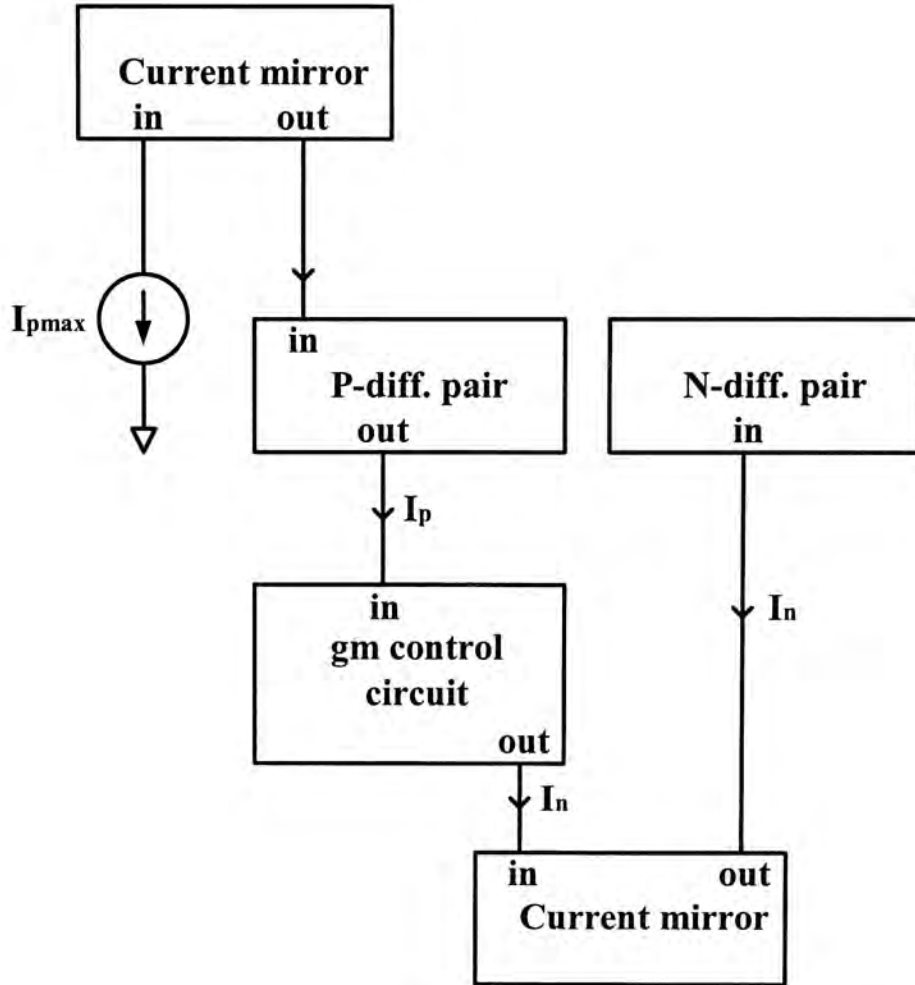 Current mirror
in out
Ipmax
in
P-diff. pair
out
N-diff. pair
in
Ip
in
gm control
circuit
out
In
In
in out
Current mirror